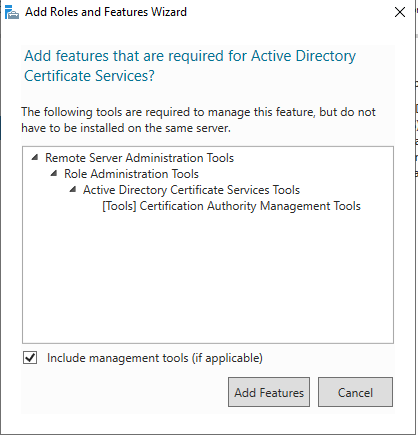 Add Roles and Features Wizard
Add features that are required for Active Directory
Certificate Services?
The following tools are required to manage this feature, but do not
have to be installed on the same server.
Remote Server Administration Tools
Role Administration Tools
Active Directory Certificate Services Tools
[Tools] Certification Authority Management Tools
Include management tools (if applicable)
Add Features
Cancel